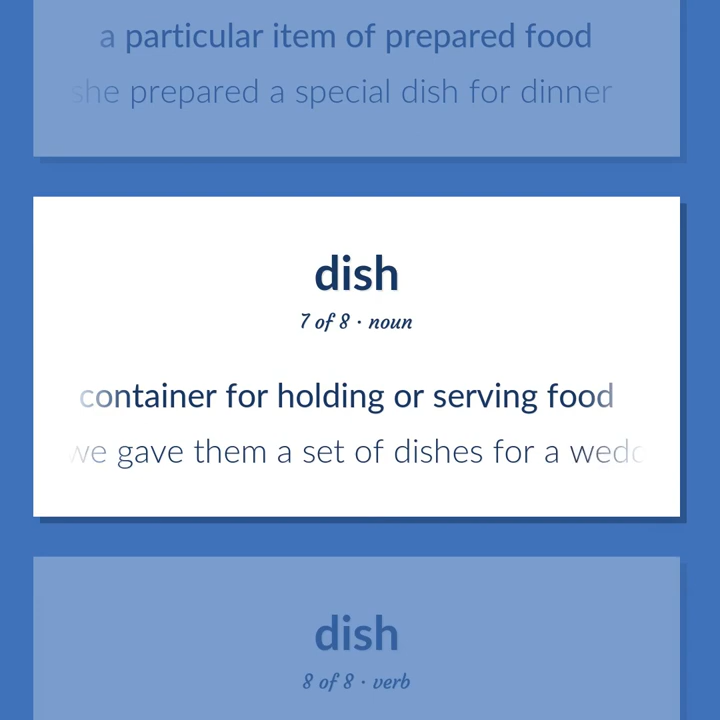 a particular item of prepared food
she prepared a special dish for dinner
dish
7 of 8 · noun
container for holding or serving food
we gave them a set of dishes for a
dish
8 of 8 · verb